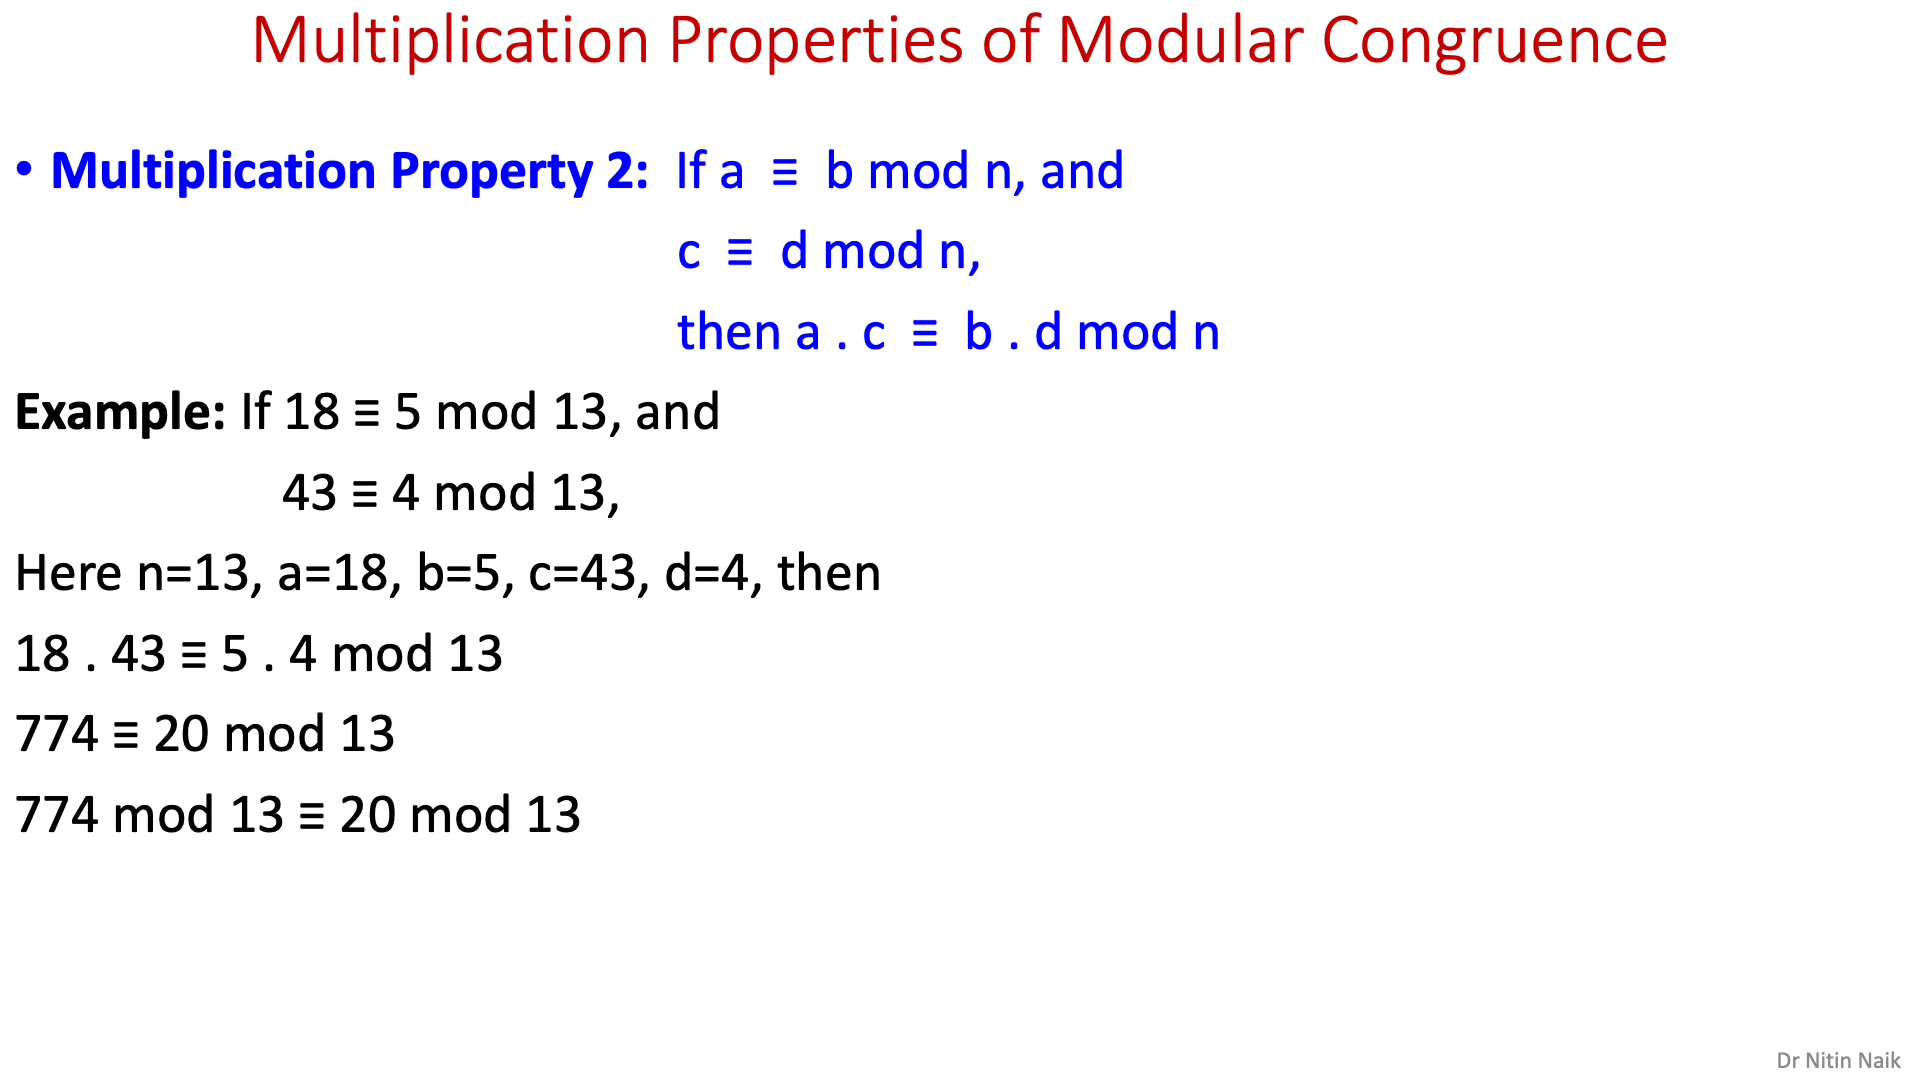 Multiplication Properties of Modular Congruence
• Multiplication Property 2: If a ≡ b mod n, and
c ≡ d mod n,
then a . c ≡ b . d mod n
Example: If 18 ≡ 5 mod 13, and
43 ≡ 4 mod 13,
Here n=13, a=18, b=5, c=43, d=4, then
18 . 43 ≡ 5 . 4 mod 13
774 ≡ 20 mod 13
774 mod 13 ≡ 20 mod 13
Dr Nitin Naik